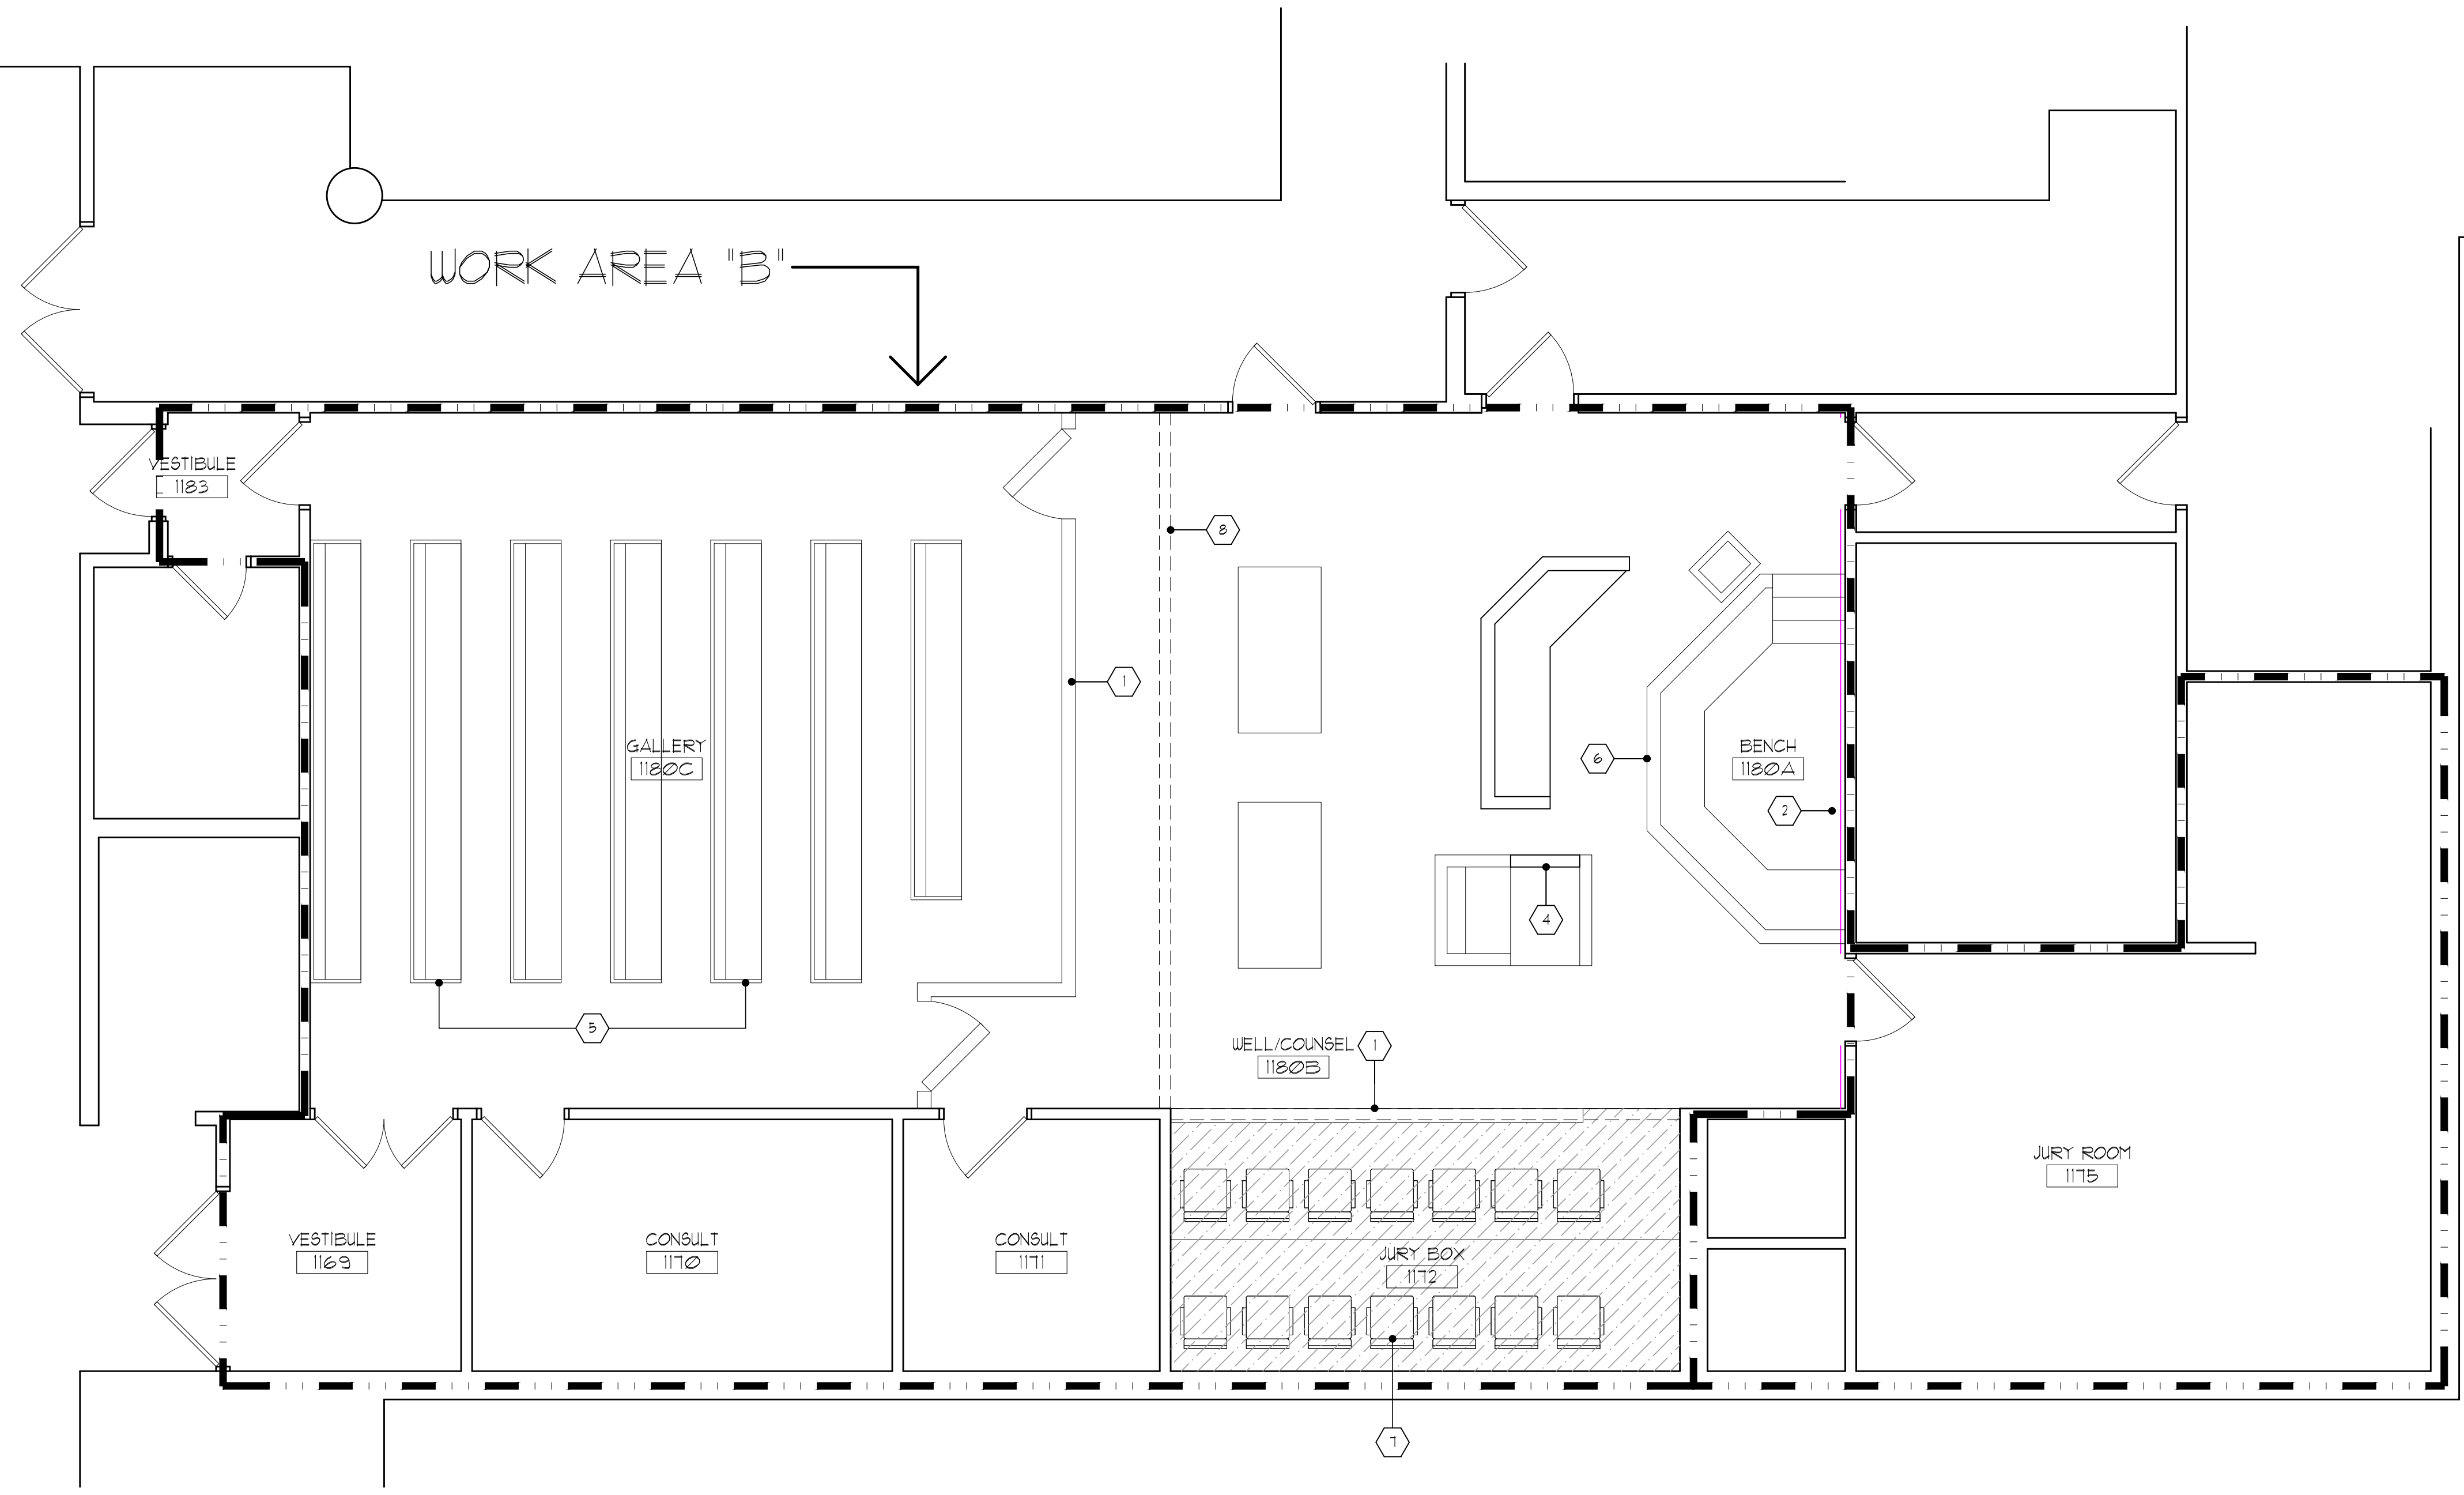 WORK AREA "B"
VESTIBULE
1183
8
1
GALLERY
1180C
6
BENCH
1180A
2
4
5
WELL/COUNSEL
1180B
1
JURY ROOM
1175
VESTIBULE
1169
CONSULT
1170
CONSULT
1171
JURY BOX
1172
7